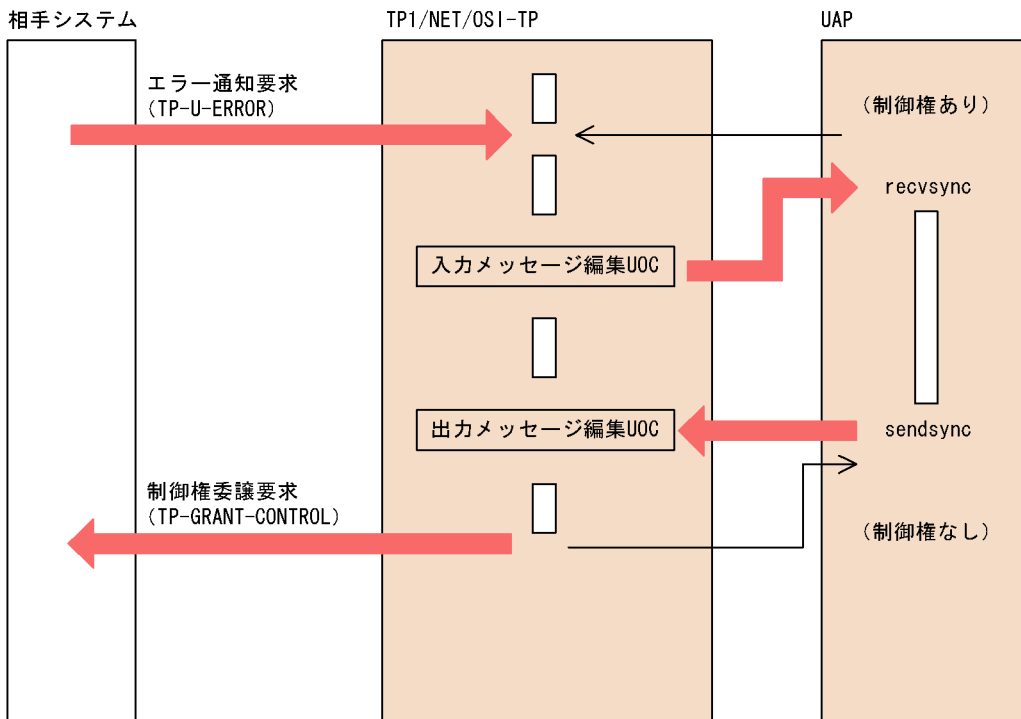 相手システム
TP1/NET/OSI-TP
UAP
エラー通知要求
(TP-U-ERROR)
(制御権あり)
recvsync
入力メッセージ編集UOC
出力メッセージ編集UOC
sendsync
制御権委譲要求
(TP-GRANT-CONTROL)
(制御権なし)